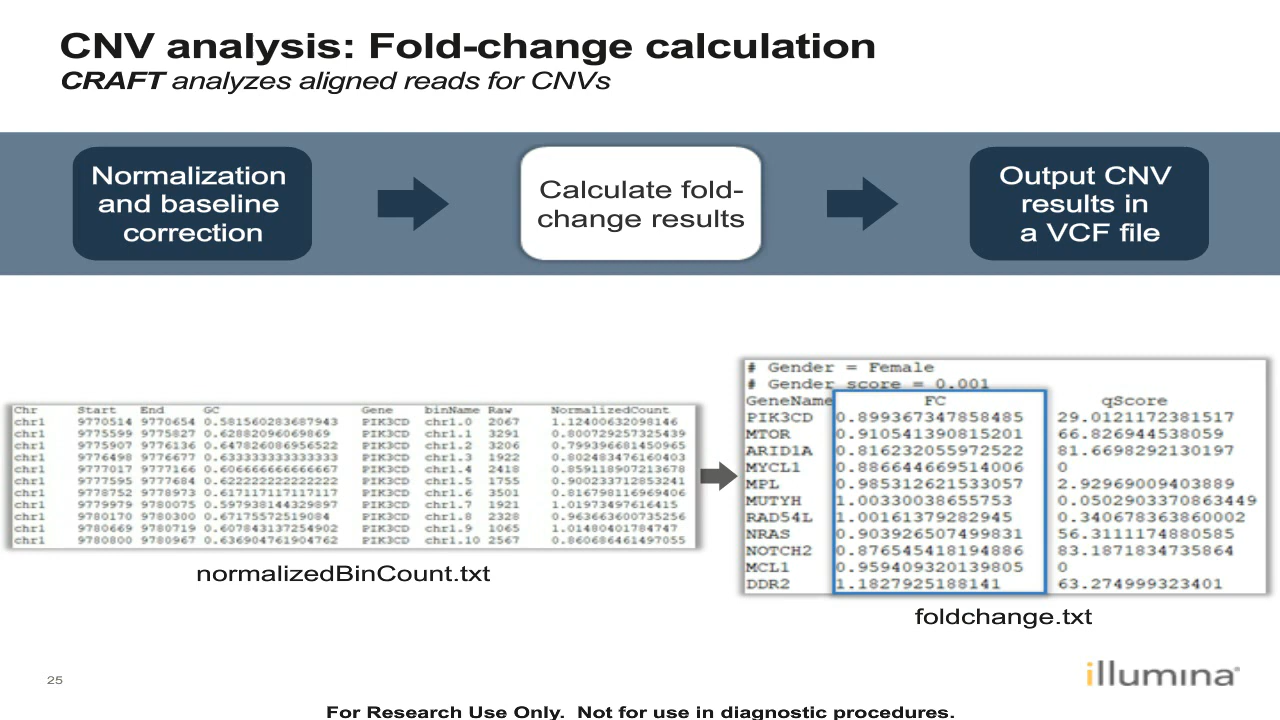 CNV analysis: Fold-change calculation
CRAFT analyzes aligned reads for CNVs
Normalization
and baseline
correction
Calculate fold-
change results
Output CNV
results in
a VCF file
Chr Start End GC Gene binName Raw NormalizedCount
chr1 9770514 9770654 0.581560283687943 PIK3CD chr1.0 2067 1.12400632098146
chr1 9775599 9775827 0.62882096069869 PIK3CD chr1.1 3291 0.800729257325439
chr1 9775907 9776136 0.647826086956522 PIK3CD chr1.2 3206 0.799396681450965
chr1 9776498 9776677 0.633333333333333 PIK3CD chr1.3 1922 0.802483476160403
chr1 9777017 9777166 0.606666666666667 PIK3CD chr1.4 2418 0.859118907213678
chr1 9777595 9777684 0.622222222222222 PIK3CD chr1.5 1755 0.900233712853241
chr1 9778752 9778973 0.617117117117117 PIK3CD chr1.6 3501 0.816798116969406
chr1 9779979 9780075 0.597938144329897 PIK3CD chr1.7 1921 1.01973497616415
chr1 9780170 9780300 0.67175572519084 PIK3CD chr1.8 2328 0.963663600735256
chr1 9780669 9780719 0.607843137254902 PIK3CD chr1.9 1065 1.01480401784747
chr1 9780800 9780967 0.636904761904762 PIK3CD chr1.10 2567 0.860686461497055
normalizedBinCount.txt
# Gender = Female
# Gender score = 0.001
GeneName FC qScore
PIK3CD 0.899367347858485 29.0121172381517
MTOR 0.910541390815201 66.826944538059
ARID1A 0.816232055972522 81.6698292130197
MYCL1 0.886644669514006 0
MPL 0.985312621533057 2.929690009403889
MUTYH 1.00330038655753 0.0502903370863449
RAD54L 1.00161379282945 0.340678363860002
NRAS 0.903926507499831 56.3111174880585
NOTCH2 0.876545418194886 83.1871834735864
MCL1 0.959409320139805 0
DDR2 1.1827925188141 63.274999323401
foldchange.txt
25
illumina®
For Research Use Only. Not for use in diagnostic procedures.